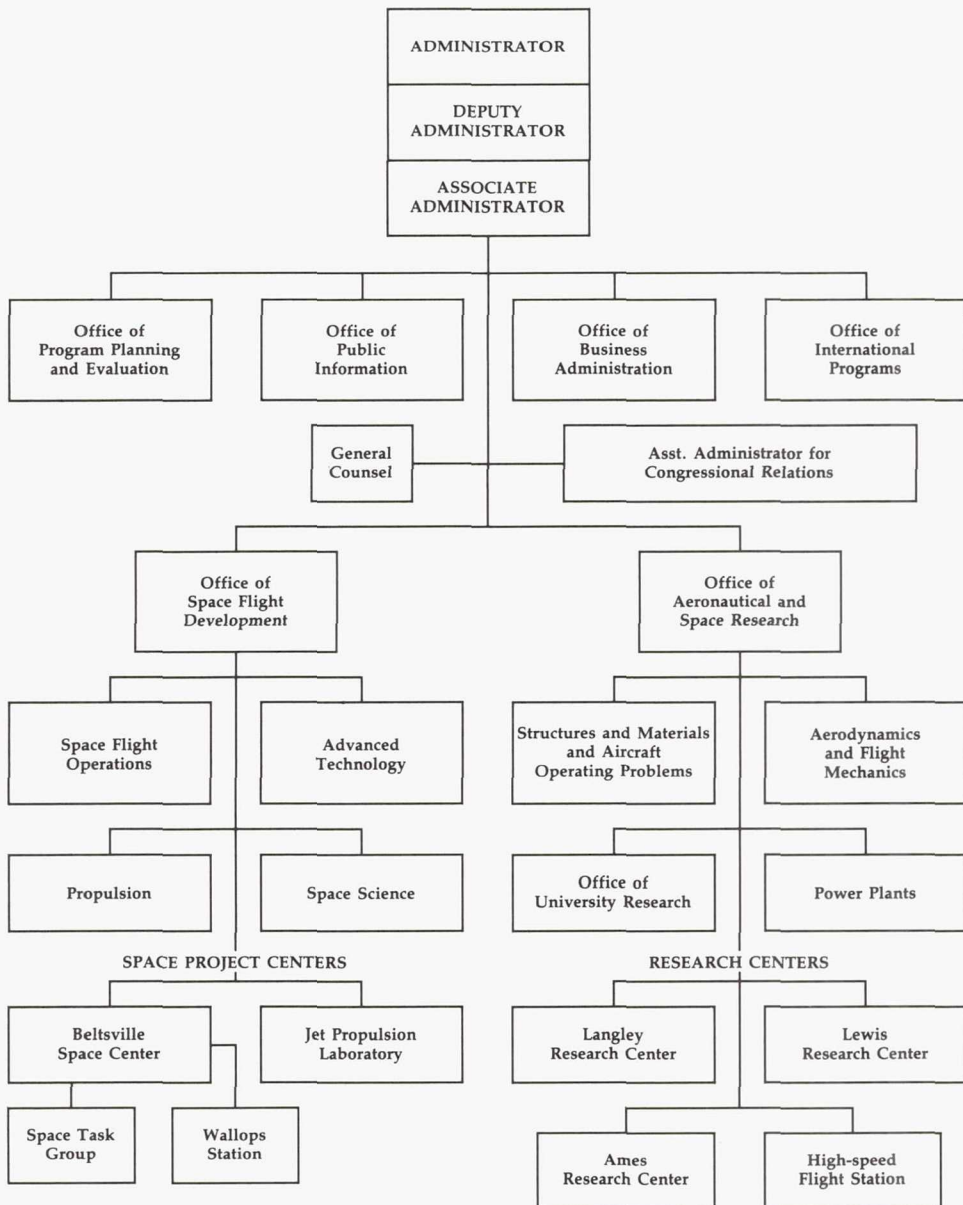 ADMINISTRATOR
DEPUTY
ADMINISTRATOR
ASSOCIATE
ADMINISTRATOR
Office of
Program Planning
and Evaluation
Office of
Public
Information
Office of
Business
Administration
Office of
International
Programs
General
Counsel
Asst. Administrator for
Congressional Relations
Office of
Space Flight
Development
Office of
Aeronautical and
Space Research
Space Flight
Operations
Advanced
Technology
Structures and Materials
and Aircraft
Operating Problems
Aerodynamics
and Flight
Mechanics
Propulsion
Space Science
Office of
University Research
Power Plants
SPACE PROJECT CENTERS
RESEARCH CENTERS
Beltsville
Space Center
Jet Propulsion
Laboratory
Langley
Research Center
Lewis
Research Center
Space Task
Group
Wallops
Station
Ames
Research Center
High-speed
Flight Station